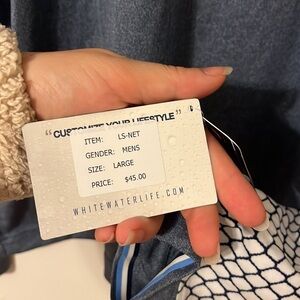 “CUSTOMIZE YOUR LIFESTYLE”
ITEM: LS-NET
GENDER: MENS
SIZE: LARGE
PRICE: $45.00
WHITEWATERLIFE.COM